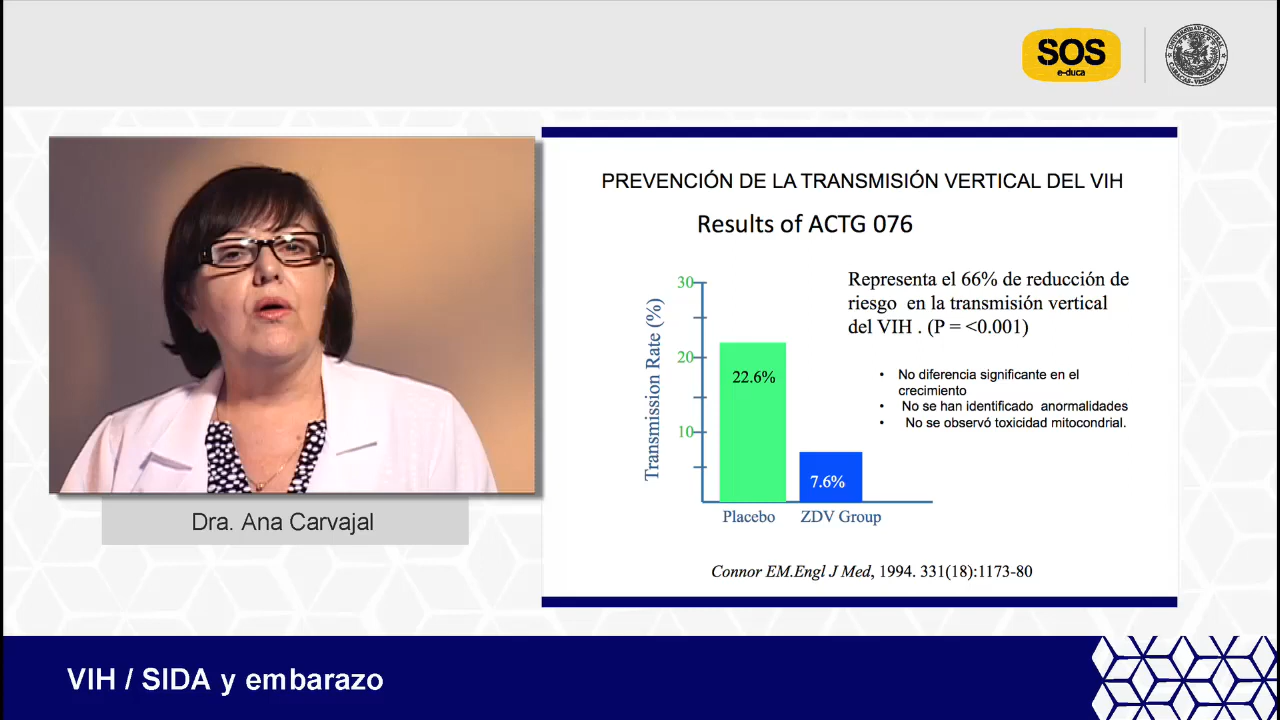 SOS
e-duca
PREVENCIÓN DE LA TRANSMISIÓN VERTICAL DEL VIH
Results of ACTG 076
Transmission Rate (%)
30
20
10
22.6%
7.6%
Placebo
ZDV Group
Representa el 66% de reducción de
riesgo en la transmisión vertical
del VIH . (P = <0.001)
• No diferencia significante en el
crecimiento
• No se han identificado anormalidades
• No se observó toxicidad mitocondrial.
Connor EM.Engl J Med, 1994. 331(18):1173-80
Dra. Ana Carvajal
VIH / SIDA y embarazo